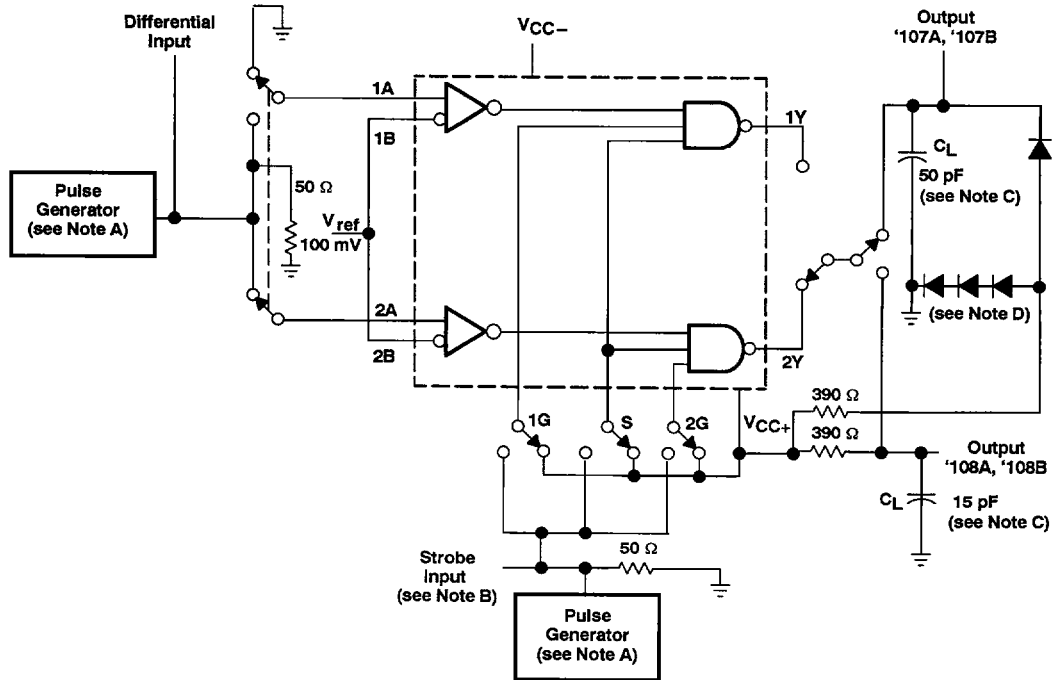 Differential
Input
VCC–
Output
‘107A, ‘107B
1A
1B
1Y
CL
50 pF
(see Note C)
Pulse
Generator
(see Note A)
50 Ω
Vref
100 mV
2A
2B
2Y
(see Note D)
1G
S
2G
VCC+
390 Ω
390 Ω
Output
‘108A, ‘108B
CL
15 pF
(see Note C)
Strobe
Input
(see Note B)
50 Ω
Pulse
Generator
(see Note A)